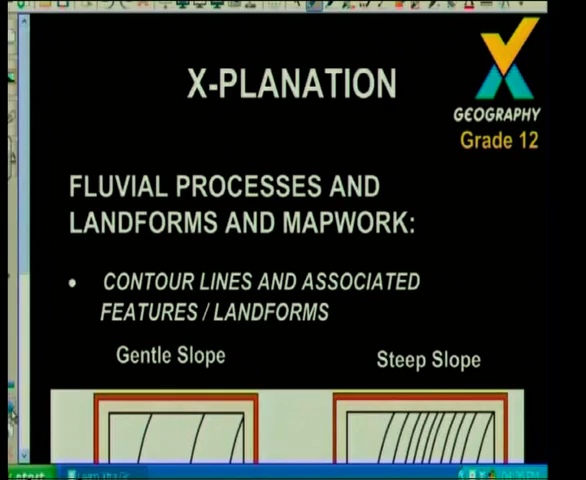 X-PLANATION
GEOGRAPHY
Grade 12
FLUVIAL PROCESSES AND
LANDFORMS AND MAPWORK:
• CONTOUR LINES AND ASSOCIATED
FEATURES / LANDFORMS
Gentle Slope
Steep Slope
start